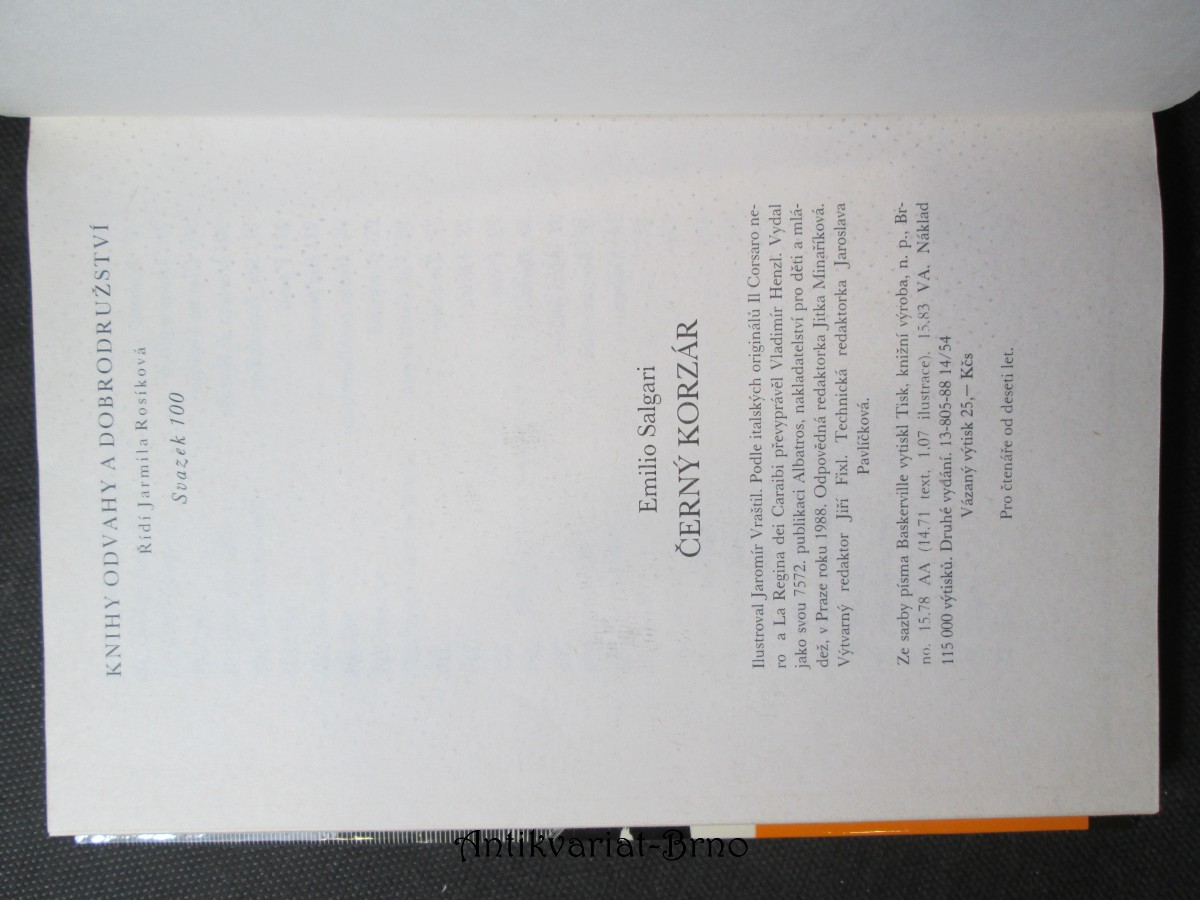 KNIHY ODVAHY A DOBRODRUŽSTVÍ
Řídí Jarmila Rosíková
Svazek 100
Emilio Salgari
ČERNÝ KORZÁR
Ilustroval Jaromír Vraštil. Podle italských originálů Il Corsaro ne-
ro a La Regina dei Caraibi převyprávěl Vladimír Henzl. Vydal
jako svou 7572. publikaci Albatros, nakladatelství pro děti a mlá-
dež, v Praze roku 1988. Odpovědná redaktorka Jitka Minaříková.
Výtvarný redaktor Jiří Fixl. Technická redaktorka Jaroslava
Pavlíčková.
Ze sazby písma Baskerville vytiskl Tisk, knižní výroba, n. p., Br-
no. 15.78 AA (14.71 text, 1.07 ilustrace). 15.83 VA. Náklad
115 000 výtisků. Druhé vydání. 13-805-88 14/54
Vázaný výtisk 25,– Kčs
Pro čtenáře od deseti let.
Antikvariat-Brno